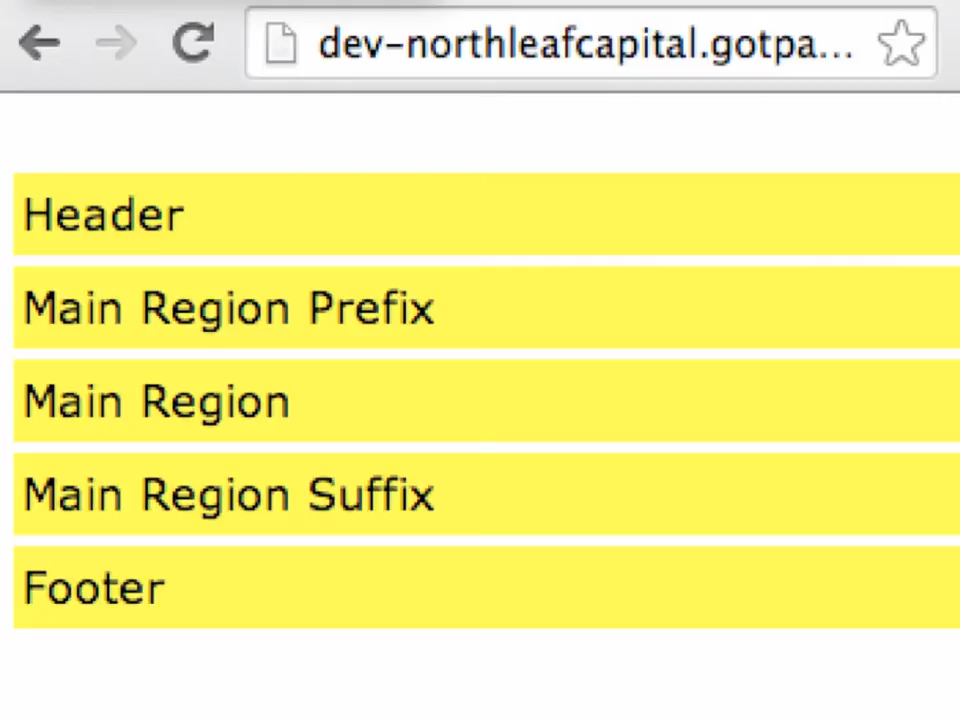 dev-northleafcapital.gotpa...
Header
Main Region Prefix
Main Region
Main Region Suffix
Footer